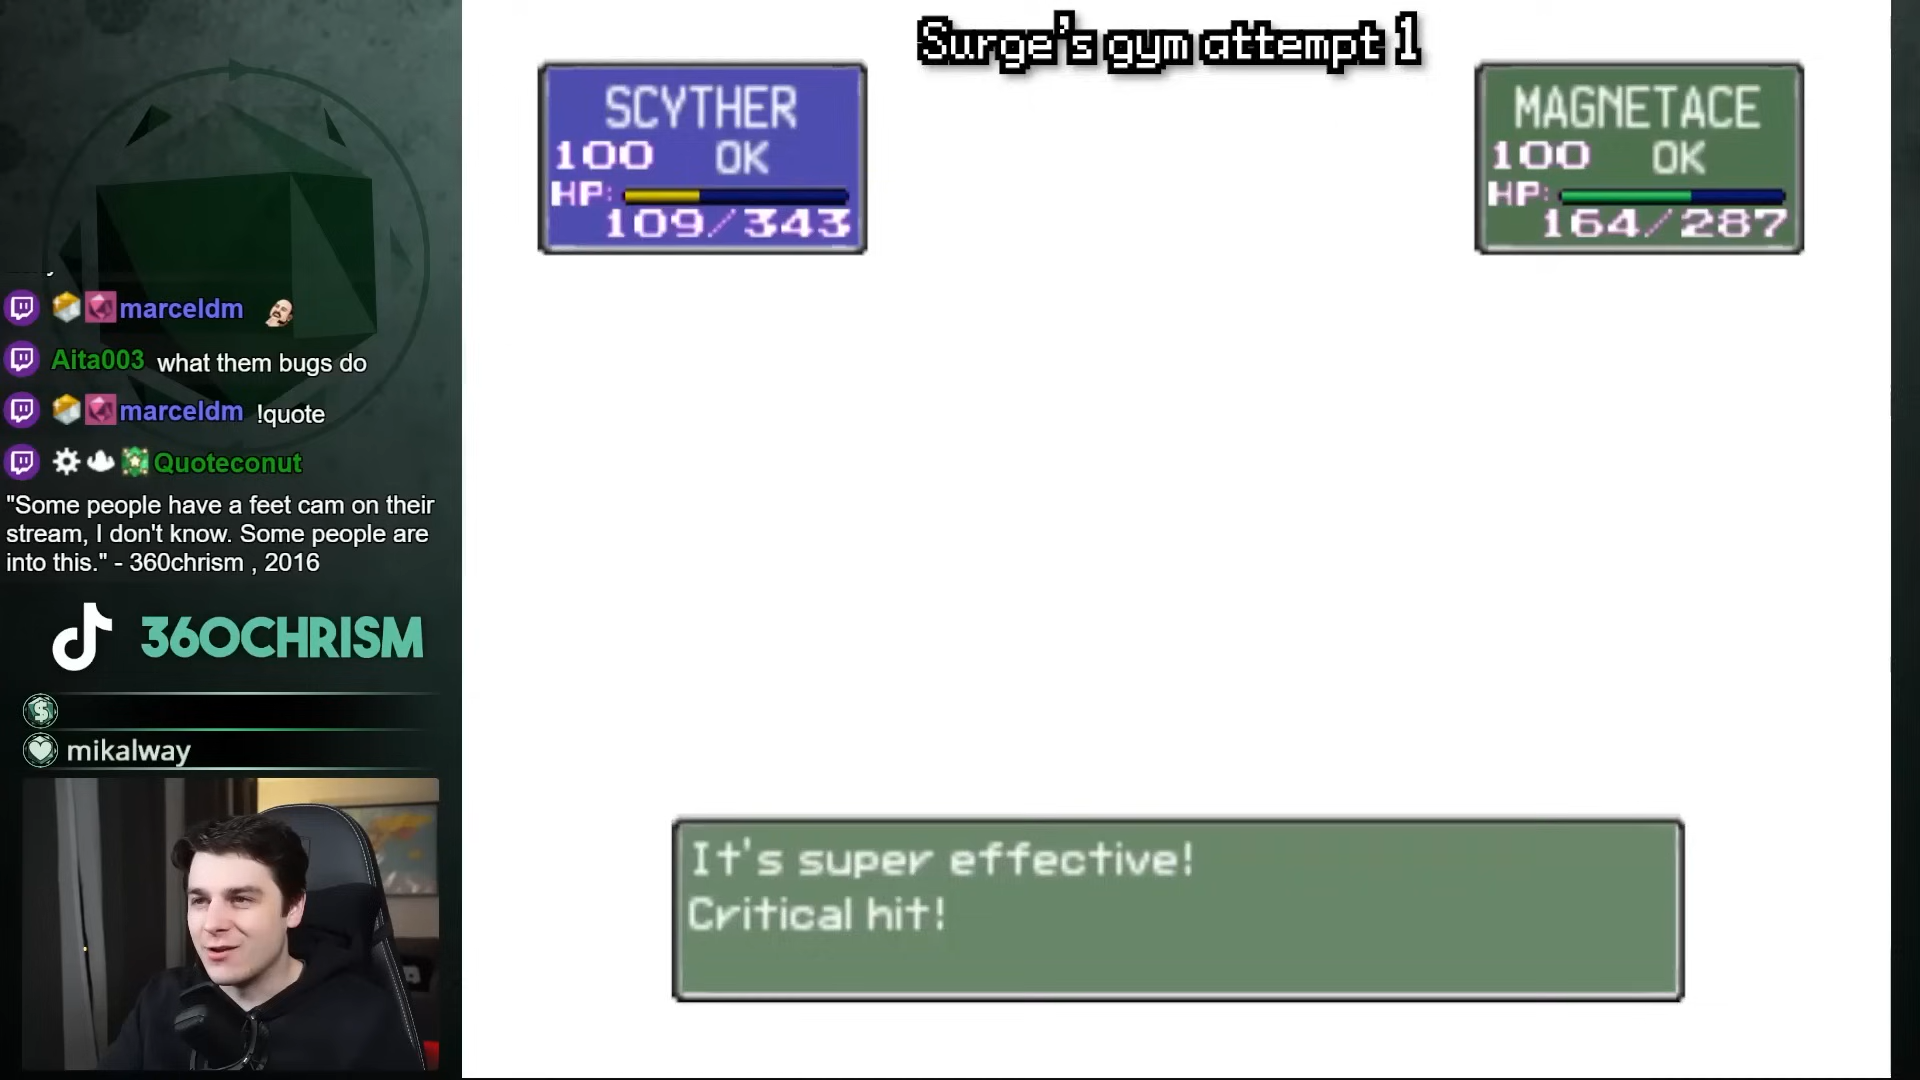 Surge's gym attempt 1
SCYTHER
100 OK
HP:
109/343
MAGNETACE
100 OK
HP:
164/287
marceldm
Aita003 what them bugs do
marceldm !quote
Quoteconut
"Some people have a feet cam on their
stream, I don't know. Some people are
into this." - 360chrism , 2016
360CHRISM
$
mikalway
It's super effective!
Critical hit!